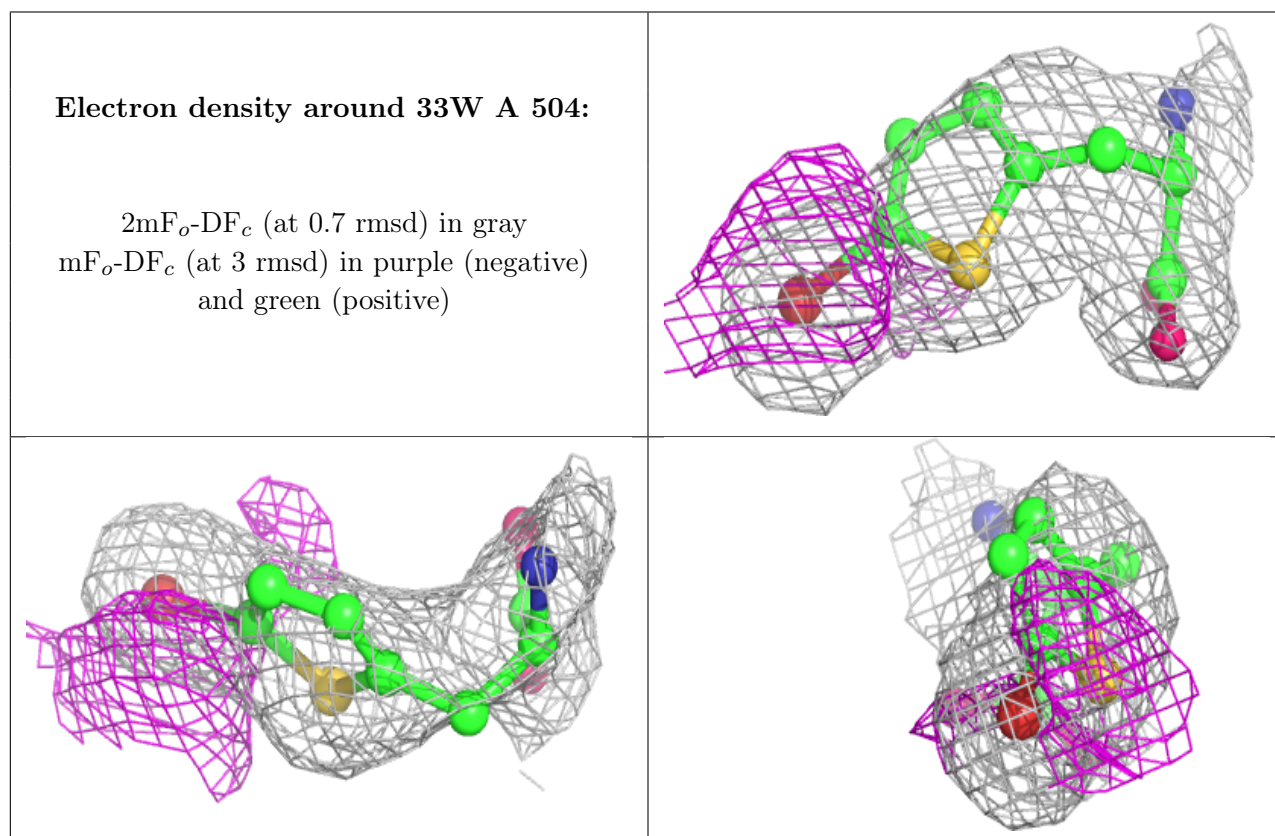 Electron density around 33W A 504:
2mFo-DFc (at 0.7 rmsd) in gray
mFo-DFc (at 3 rmsd) in purple (negative)
and green (positive)